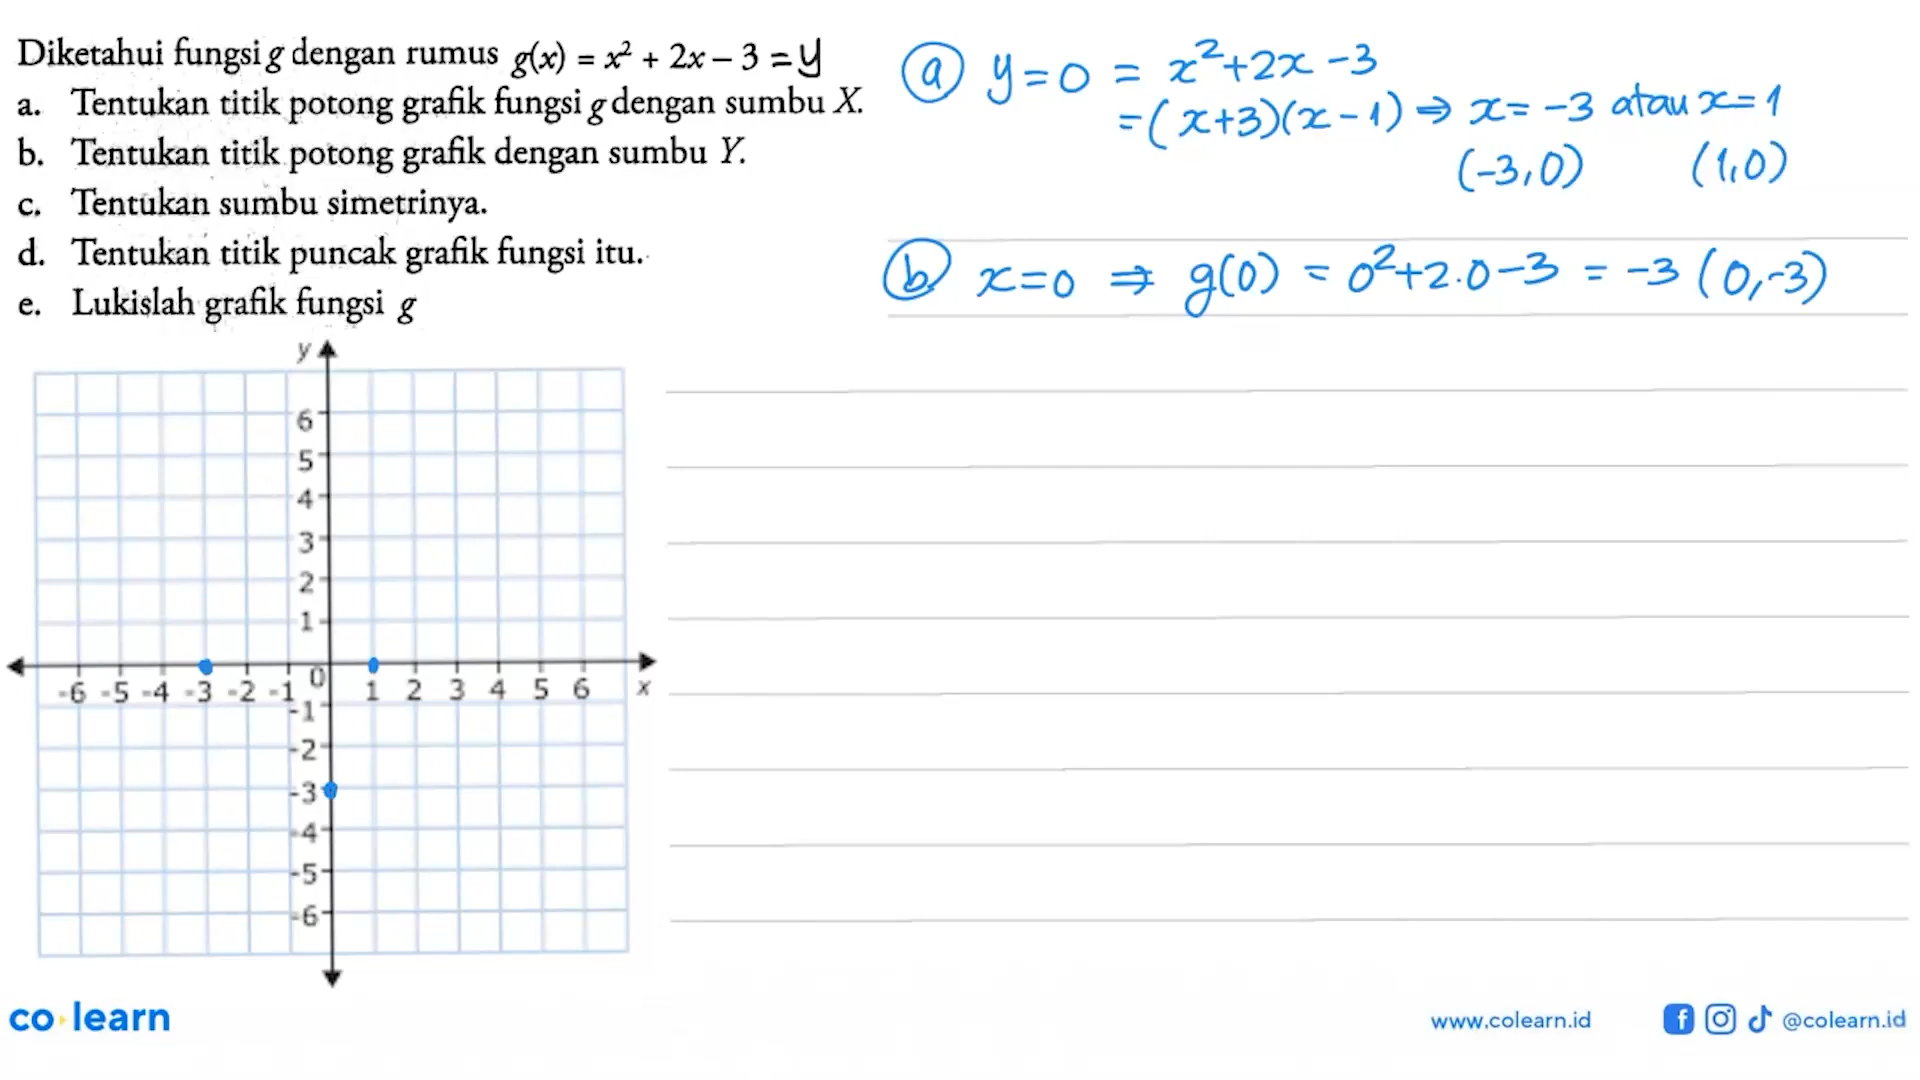 Diketahui fungsi g dengan rumus g(x) = x² + 2x – 3 = y
a. Tentukan titik potong grafik fungsi g dengan sumbu X.
b. Tentukan titik potong grafik dengan sumbu Y.
c. Tentukan sumbu simetrinya.
d. Tentukan titik puncak grafik fungsi itu.
e. Lukislah grafik fungsi g
a y = 0 = x² + 2x - 3
= (x+3)(x-1) ⇒ x = -3 atau x = 1
(-3,0) (1,0)
b x = 0 ⇒ g(0) = 0² + 2.0 - 3 = -3 (0,-3)
y
6
5
4
3
2
1
-6 -5 -4 -3 -2 -1 0 1 2 3 4 5 6 x
-1
-2
-3
-4
-5
-6
co learn
www.colearn.id @colearn.id